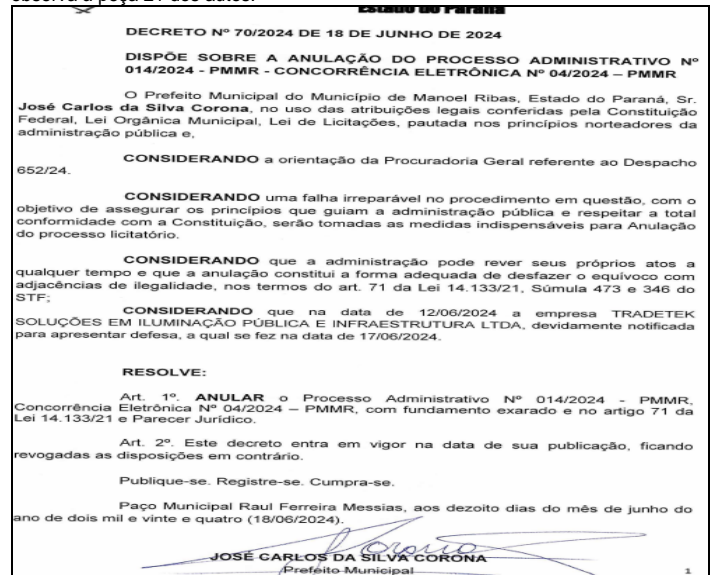 Estado do Paraná
DECRETO Nº 70/2024 DE 18 DE JUNHO DE 2024
DISPÕE SOBRE A ANULAÇÃO DO PROCESSO ADMINISTRATIVO Nº
014/2024 - PMMR - CONCORRÊNCIA ELETRÔNICA Nº 04/2024 – PMMR
O Prefeito Municipal do Município de Manoel Ribas, Estado do Paraná, Sr.
José Carlos da Silva Corona, no uso das atribuições legais conferidas pela Constituição
Federal, Lei Orgânica Municipal, Lei de Licitações, pautada nos princípios norteadores da
administração pública e,
CONSIDERANDO a orientação da Procuradoria Geral referente ao Despacho
652/24.
CONSIDERANDO uma falha irreparável no procedimento em questão, com o
objetivo de assegurar os princípios que guiam a administração pública e respeitar a total
conformidade com a Constituição, serão tomadas as medidas indispensáveis para Anulação
do processo licitatório.
CONSIDERANDO que a administração pode rever seus próprios atos a
qualquer tempo e que a anulação constitui a forma adequada de desfazer o equívoco com
adjacências de ilegalidade, nos termos do art. 71 da Lei 14.133/21, Súmula 473 e 346 do
STF;
CONSIDERANDO que na data de 12/06/2024 a empresa TRADETEK
SOLUÇÕES EM ILUMINAÇÃO PÚBLICA E INFRAESTRUTURA LTDA, devidamente notificada
para apresentar defesa, a qual se fez na data de 17/06/2024.
RESOLVE:
Art. 1º. ANULAR o Processo Administrativo Nº 014/2024 - PMMR,
Concorrência Eletrônica Nº 04/2024 – PMMR, com fundamento exarado e no artigo 71 da
Lei 14.133/21 e Parecer Jurídico.
Art. 2º. Este decreto entra em vigor na data de sua publicação, ficando
revogadas as disposições em contrário.
Publique-se. Registre-se. Cumpra-se.
Paço Municipal Raul Ferreira Messias, aos dezoito dias do mês de junho do
ano de dois mil e vinte e quatro (18/06/2024).
JOSÉ CARLOS DA SILVA CORONA
Prefeito Municipal
1